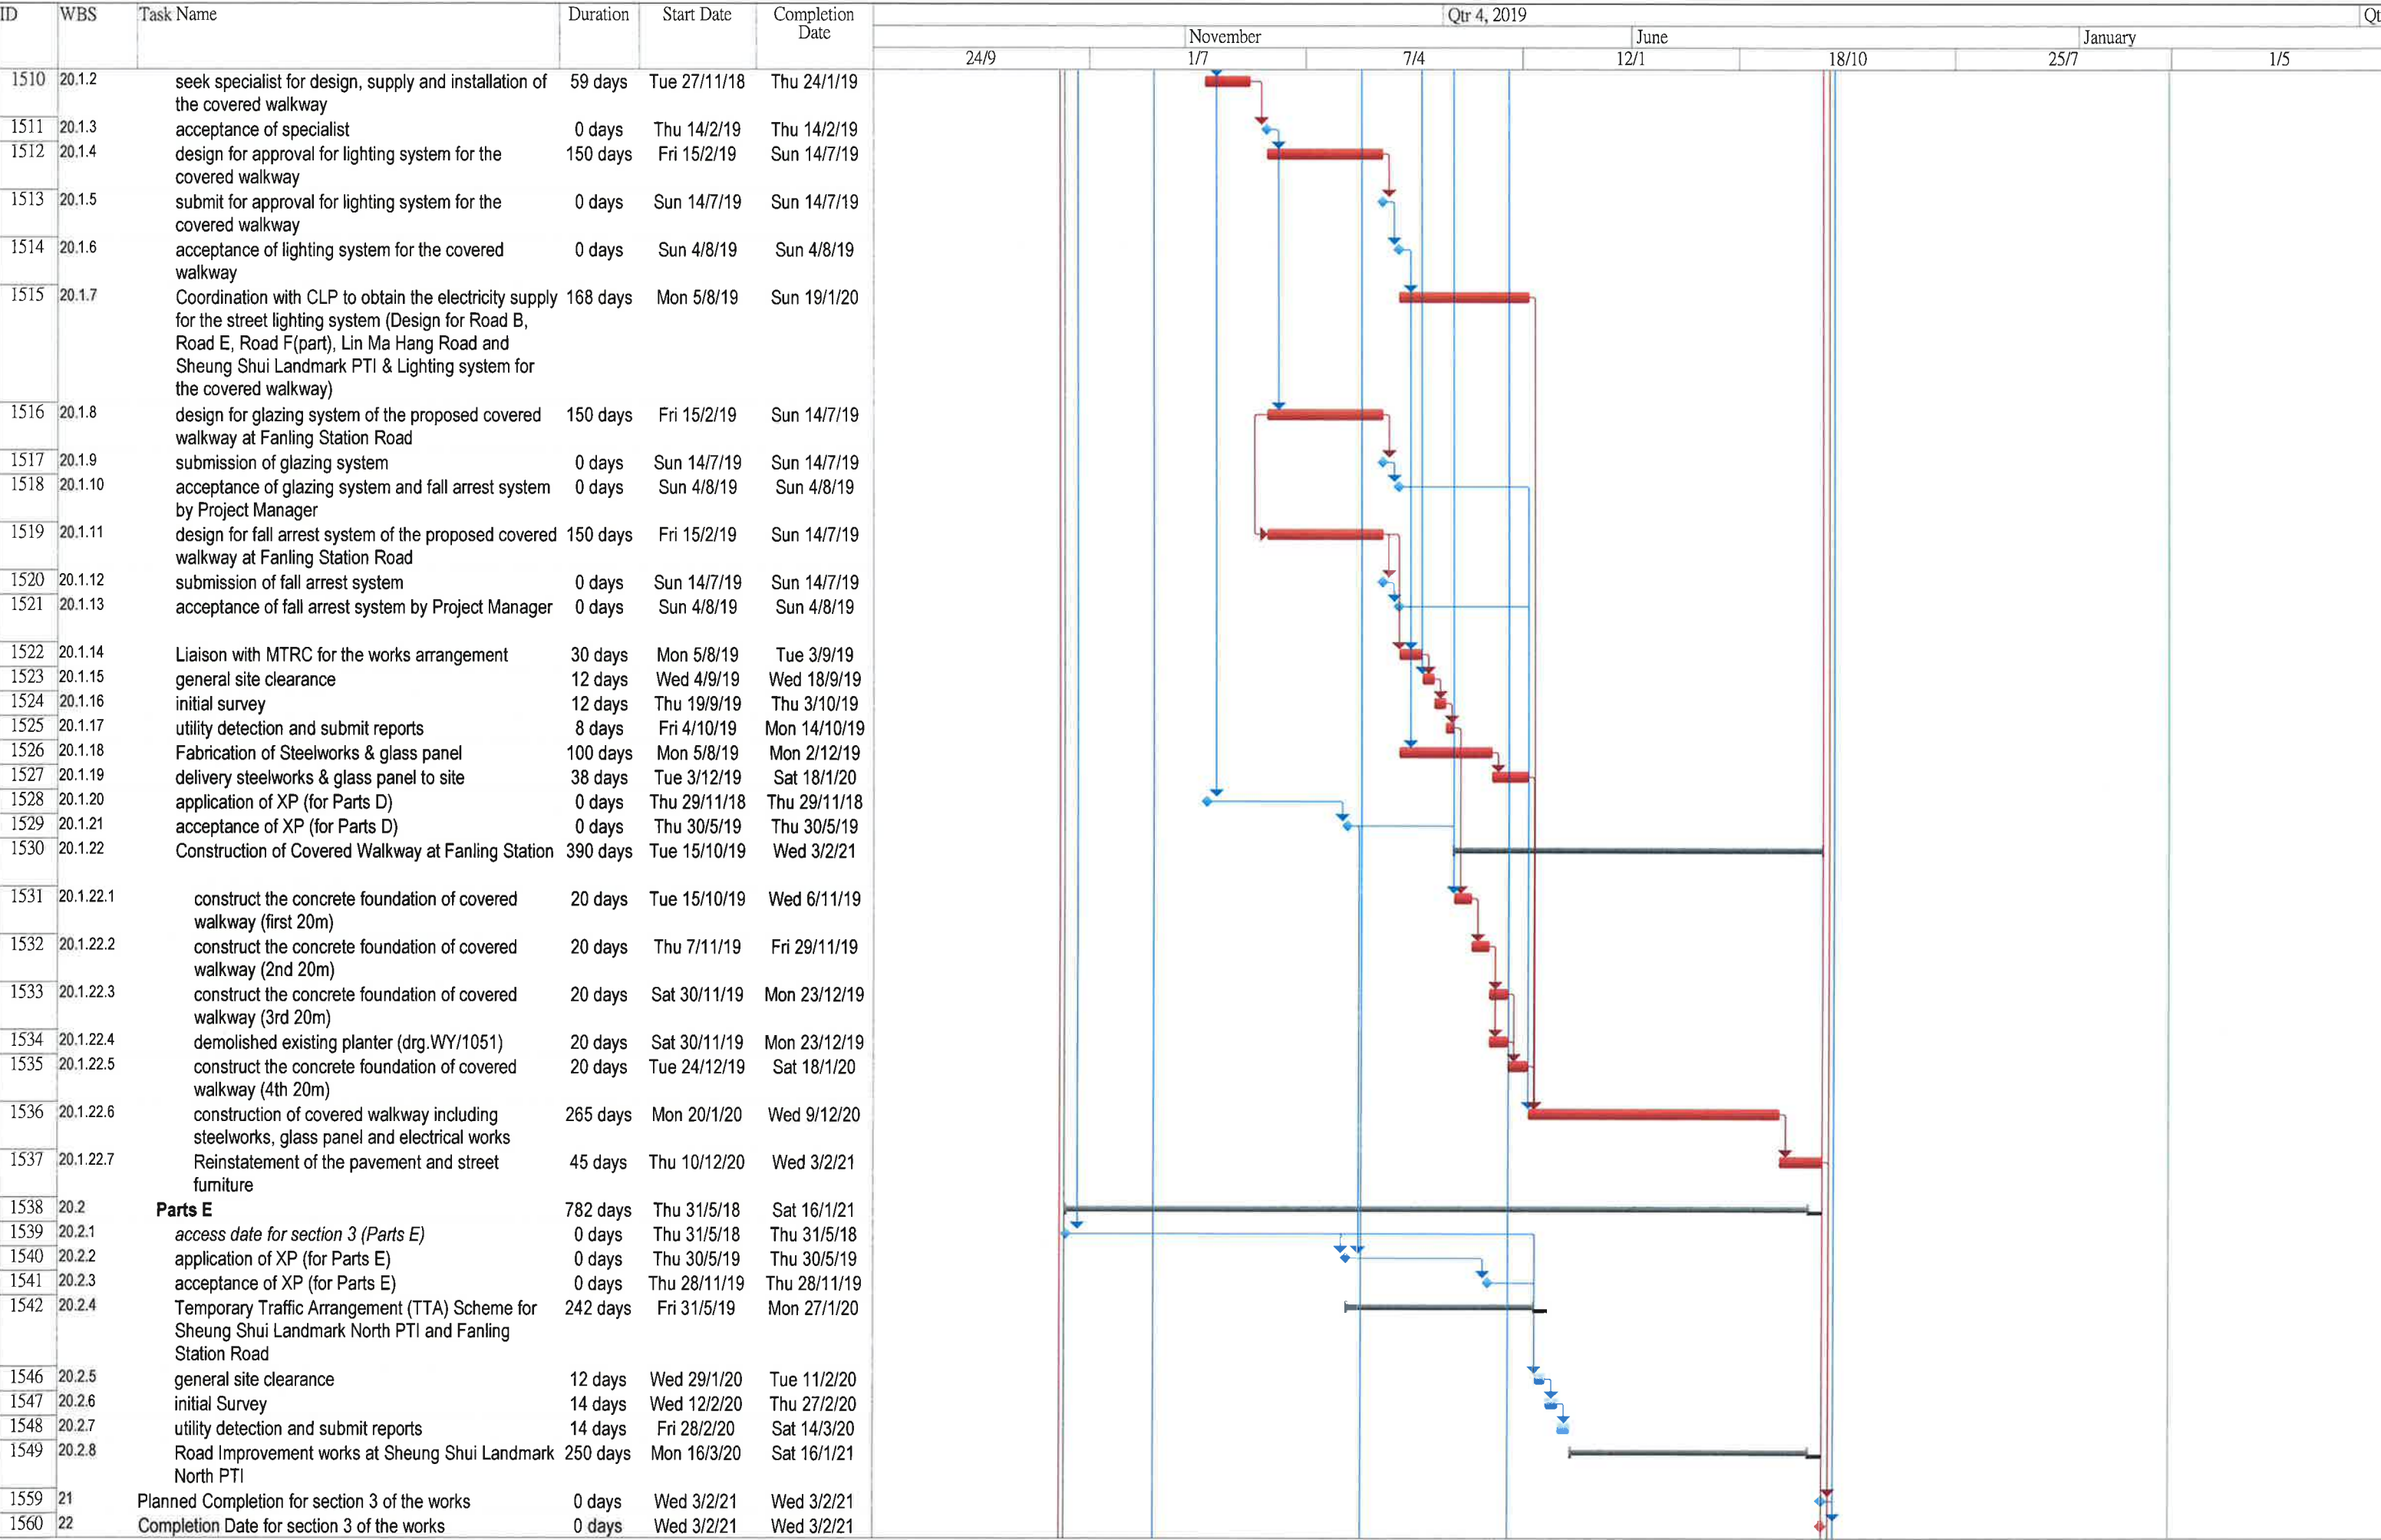 ID WBS Task Name Duration Start Date Completion Date Qtr 4, 2019 Qt
November June January
24/9 1/7 7/4 12/1 18/10 25/7 1/5
1510 20.1.2 seek specialist for design, supply and installation of 59 days Tue 27/11/18 Thu 24/1/19
the covered walkway
1511 20.1.3 acceptance of specialist 0 days Thu 14/2/19 Thu 14/2/19
1512 20.1.4 design for approval for lighting system for the 150 days Fri 15/2/19 Sun 14/7/19
covered walkway
1513 20.1.5 submit for approval for lighting system for the 0 days Sun 14/7/19 Sun 14/7/19
covered walkway
1514 20.1.6 acceptance of lighting system for the covered 0 days Sun 4/8/19 Sun 4/8/19
walkway
1515 20.1.7 Coordination with CLP to obtain the electricity supply 168 days Mon 5/8/19 Sun 19/1/20
for the street lighting system (Design for Road B,
Road E, Road F(part), Lin Ma Hang Road and
Sheung Shui Landmark PTI & Lighting system for
the covered walkway)
1516 20.1.8 design for glazing system of the proposed covered 150 days Fri 15/2/19 Sun 14/7/19
walkway at Fanling Station Road
1517 20.1.9 submission of glazing system 0 days Sun 14/7/19 Sun 14/7/19
1518 20.1.10 acceptance of glazing system and fall arrest system 0 days Sun 4/8/19 Sun 4/8/19
by Project Manager
1519 20.1.11 design for fall arrest system of the proposed covered 150 days Fri 15/2/19 Sun 14/7/19
walkway at Fanling Station Road
1520 20.1.12 submission of fall arrest system 0 days Sun 14/7/19 Sun 14/7/19
1521 20.1.13 acceptance of fall arrest system by Project Manager 0 days Sun 4/8/19 Sun 4/8/19
1522 20.1.14 Liaison with MTRC for the works arrangement 30 days Mon 5/8/19 Tue 3/9/19
1523 20.1.15 general site clearance 12 days Wed 4/9/19 Wed 18/9/19
1524 20.1.16 initial survey 12 days Thu 19/9/19 Thu 3/10/19
1525 20.1.17 utility detection and submit reports 8 days Fri 4/10/19 Mon 14/10/19
1526 20.1.18 Fabrication of Steelworks & glass panel 100 days Mon 5/8/19 Mon 2/12/19
1527 20.1.19 delivery steelworks & glass panel to site 38 days Tue 3/12/19 Sat 18/1/20
1528 20.1.20 application of XP (for Parts D) 0 days Thu 29/11/18 Thu 29/11/18
1529 20.1.21 acceptance of XP (for Parts D) 0 days Thu 30/5/19 Thu 30/5/19
1530 20.1.22 Construction of Covered Walkway at Fanling Station 390 days Tue 15/10/19 Wed 3/2/21
1531 20.1.22.1 construct the concrete foundation of covered 20 days Tue 15/10/19 Wed 6/11/19
walkway (first 20m)
1532 20.1.22.2 construct the concrete foundation of covered 20 days Thu 7/11/19 Fri 29/11/19
walkway (2nd 20m)
1533 20.1.22.3 construct the concrete foundation of covered 20 days Sat 30/11/19 Mon 23/12/19
walkway (3rd 20m)
1534 20.1.22.4 demolished existing planter (drg.WY/1051) 20 days Sat 30/11/19 Mon 23/12/19
1535 20.1.22.5 construct the concrete foundation of covered 20 days Tue 24/12/19 Sat 18/1/20
walkway (4th 20m)
1536 20.1.22.6 construction of covered walkway including 265 days Mon 20/1/20 Wed 9/12/20
steelworks, glass panel and electrical works
1537 20.1.22.7 Reinstatement of the pavement and street 45 days Thu 10/12/20 Wed 3/2/21
furniture
1538 20.2 Parts E 782 days Thu 31/5/18 Sat 16/1/21
1539 20.2.1 access date for section 3 (Parts E) 0 days Thu 31/5/18 Thu 31/5/18
1540 20.2.2 application of XP (for Parts E) 0 days Thu 30/5/19 Thu 30/5/19
1541 20.2.3 acceptance of XP (for Parts E) 0 days Thu 28/11/19 Thu 28/11/19
1542 20.2.4 Temporary Traffic Arrangement (TTA) Scheme for 242 days Fri 31/5/19 Mon 27/1/20
Sheung Shui Landmark North PTI and Fanling
Station Road
1546 20.2.5 general site clearance 12 days Wed 29/1/20 Tue 11/2/20
1547 20.2.6 initial Survey 14 days Wed 12/2/20 Thu 27/2/20
1548 20.2.7 utility detection and submit reports 14 days Fri 28/2/20 Sat 14/3/20
1549 20.2.8 Road Improvement works at Sheung Shui Landmark 250 days Mon 16/3/20 Sat 16/1/21
North PTI
1559 21 Planned Completion for section 3 of the works 0 days Wed 3/2/21 Wed 3/2/21
1560 22 Completion Date for section 3 of the works 0 days Wed 3/2/21 Wed 3/2/21